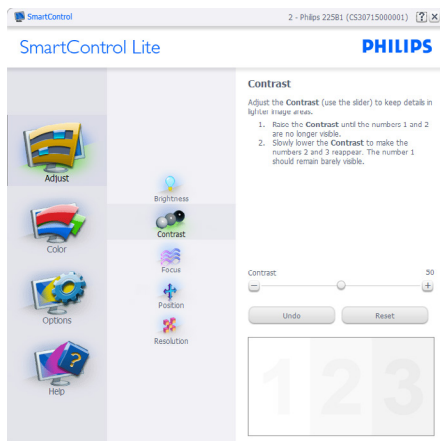 SmartControl
2 - Philips 225B1 (CS30715000001)
SmartControl Lite
PHILIPS
Adjust
Color
Options
Help
Brightness
Contrast
Focus
Position
Resolution
Contrast
Adjust the Contrast (use the slider) to keep details in
lighter image areas.
1. Raise the Contrast until the numbers 1 and 2
are no longer visible.
2. Slowly lower the Contrast to make the
numbers 2 and 3 reappear. The number 1
should remain barely visible.
Contrast 50
Undo Reset
1 2 3